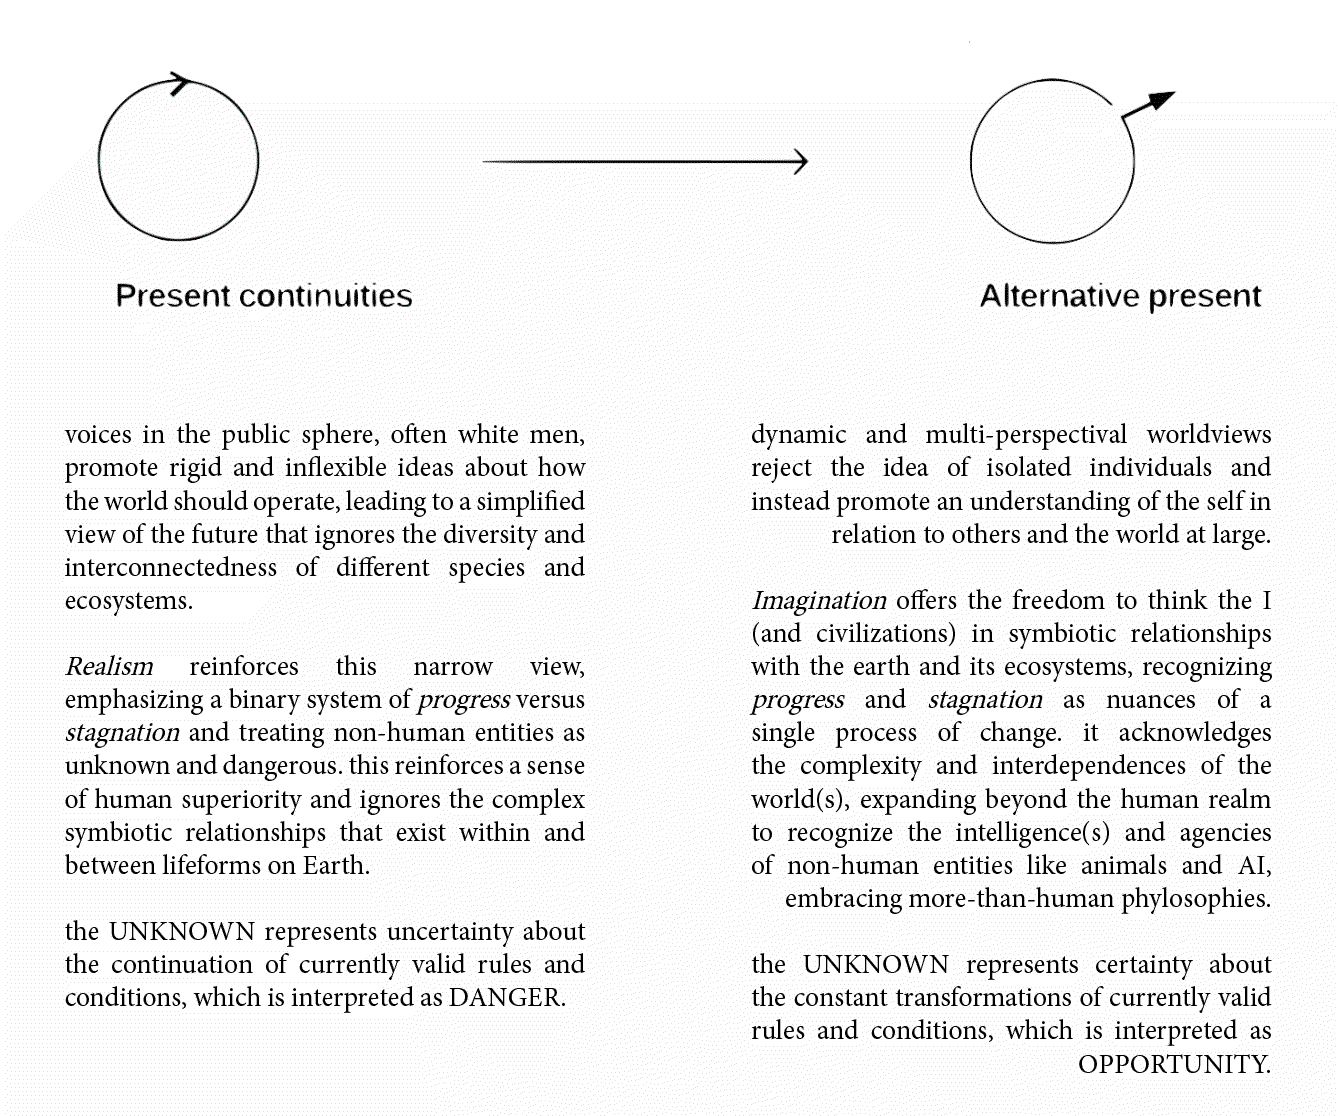 Present continuities
Alternative present
voices in the public sphere, often white men,
promote rigid and inflexible ideas about how
the world should operate, leading to a simplified
view of the future that ignores the diversity and
interconnectedness of different species and
ecosystems.
Realism reinforces this narrow view,
emphasizing a binary system of progress versus
stagnation and treating non-human entities as
unknown and dangerous. this reinforces a sense
of human superiority and ignores the complex
symbiotic relationships that exist within and
between lifeforms on Earth.
the UNKNOWN represents uncertainty about
the continuation of currently valid rules and
conditions, which is interpreted as DANGER.
dynamic and multi-perspectival worldviews
reject the idea of isolated individuals and
instead promote an understanding of the self in
relation to others and the world at large.
Imagination offers the freedom to think the I
(and civilizations) in symbiotic relationships
with the earth and its ecosystems, recognizing
progress and stagnation as nuances of a
single process of change. it acknowledges
the complexity and interdependences of the
world(s), expanding beyond the human realm
to recognize the intelligence(s) and agencies
of non-human entities like animals and AI,
embracing more-than-human phylosophies.
the UNKNOWN represents certainty about
the constant transformations of currently valid
rules and conditions, which is interpreted as
OPPORTUNITY.